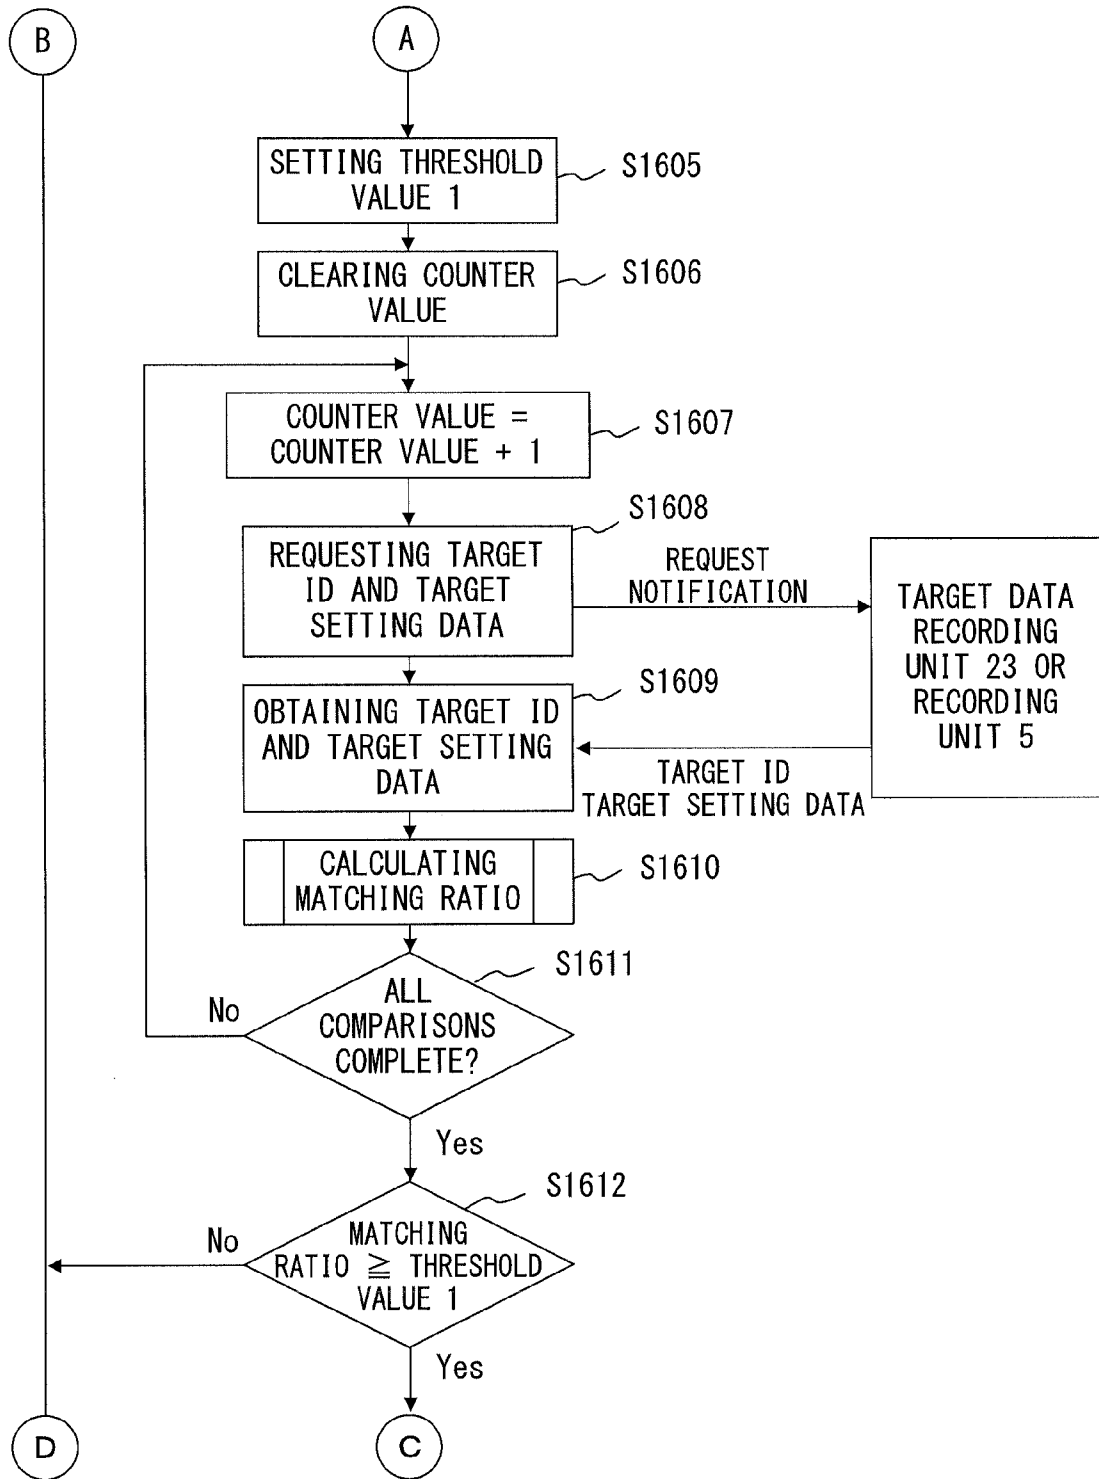 B
A
SETTING THRESHOLD
VALUE 1
S1605
CLEARING COUNTER
VALUE
S1606
COUNTER VALUE =
COUNTER VALUE + 1
S1607
S1608
REQUESTING TARGET
ID AND TARGET
SETTING DATA
REQUEST
NOTIFICATION
TARGET DATA
RECORDING
UNIT 23 OR
RECORDING
UNIT 5
S1609
OBTAINING TARGET ID
AND TARGET SETTING
DATA
TARGET ID
TARGET SETTING DATA
CALCULATING
MATCHING RATIO
S1610
S1611
No
ALL
COMPARISONS
COMPLETE?
Yes
S1612
No
MATCHING
RATIO ≧ THRESHOLD
VALUE 1
Yes
D
C